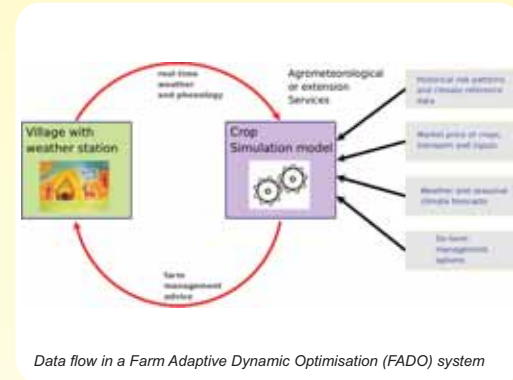 real-time
weather
and phenology
Agrometeorological
or extension
Services
Village with
weather station
Crop
Simulation model
Historical risk patterns
and climate reference
data
Market price of crops,
transport and inputs
Weather and seasonal
climate forecasts
management
options
farm
management
advice
Data flow in a Farm Adaptive Dynamic Optimisation (FADO) system